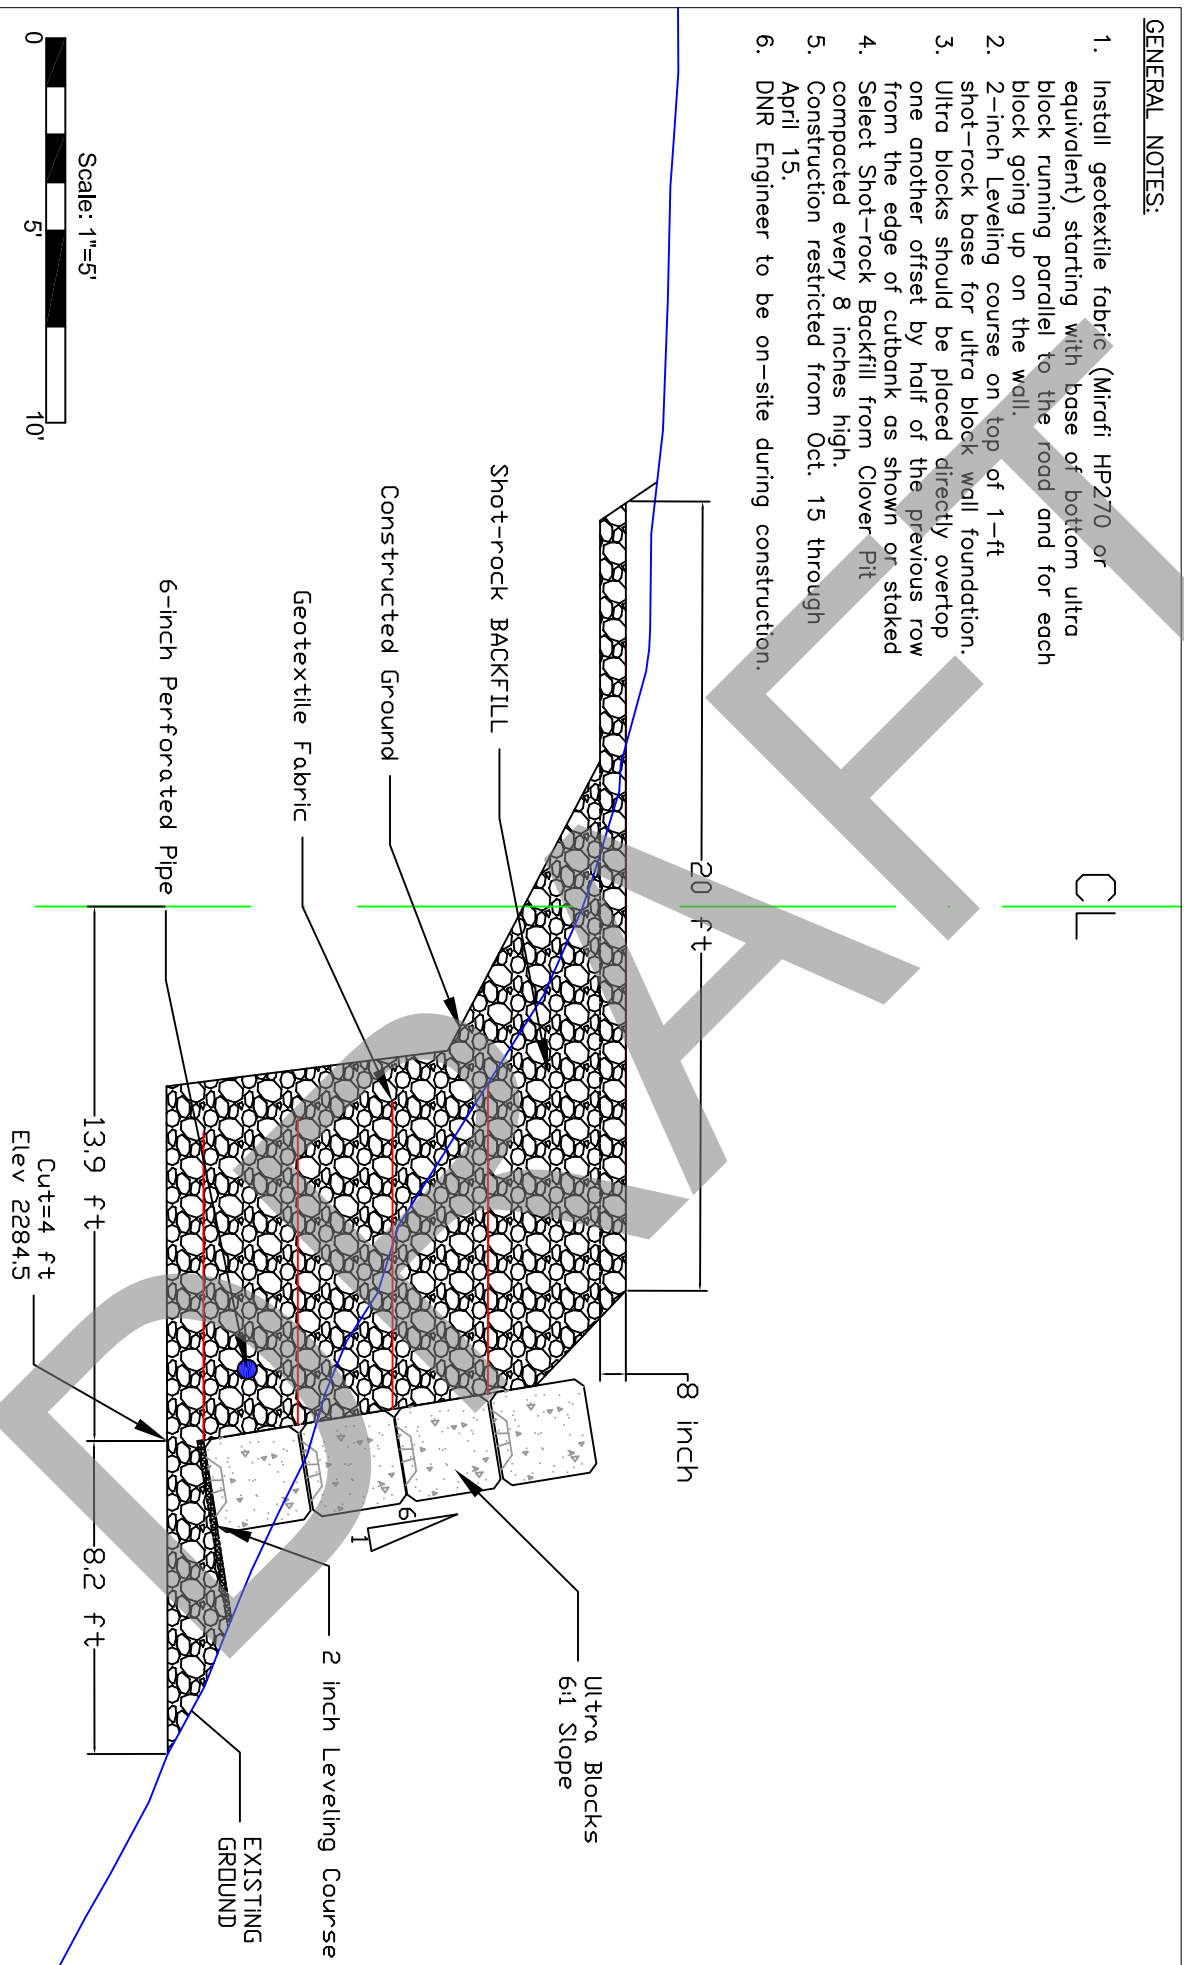 GENERAL NOTES:
1. Install geotextile fabric (Mirafi HP270 or
equivalent) starting with base of bottom ultra
block running parallel to the road and for each
block going up on the wall.
2. 2-inch Leveling course on top of 1-ft
shot-rock base for ultra block wall foundation.
3. Ultra blocks should be placed directly overtop
one another offset by half of the previous row
from the edge of cutbank as shown or staked
4. Select Shot-rock Backfill from Clover Pit
compacted every 8 inches high.
5. Construction restricted from Oct. 15 through
April 15.
6. DNR Engineer to be on-site during construction.
CL
20 ft
8 inch
Shot-rock BACKFILL
Constructed Ground
Geotextile Fabric
6-inch Perforated Pipe
Ultra Blocks
6:1 Slope
6
1
2 inch Leveling Course
EXISTING
GROUND
13.9 ft
8.2 ft
Cut=4 ft
Elev 2284.5
Scale: 1"=5'
0
5'
10'
DRAFT